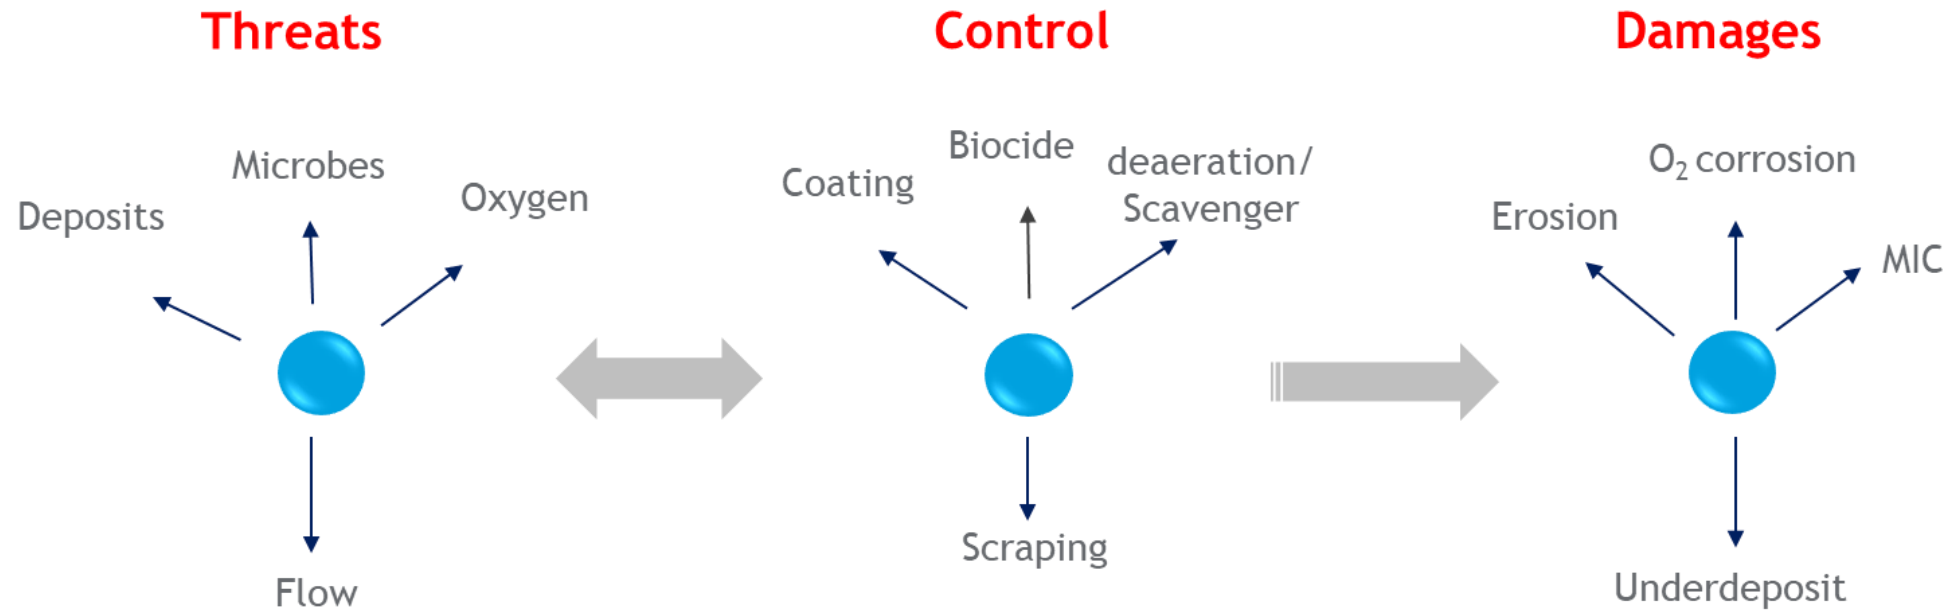 Threats
Control
Damages
Deposits
Microbes
Oxygen
Flow
Coating
Biocide
deaeration/
Scavenger
Scraping
Erosion
O₂ corrosion
MIC
Underdeposit